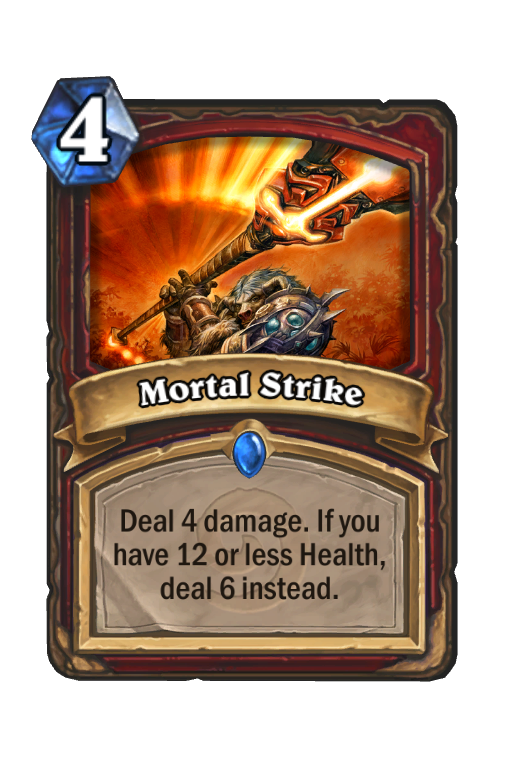 4
Mortal Strike
Deal 4 damage. If you
have 12 or less Health,
deal 6 instead.